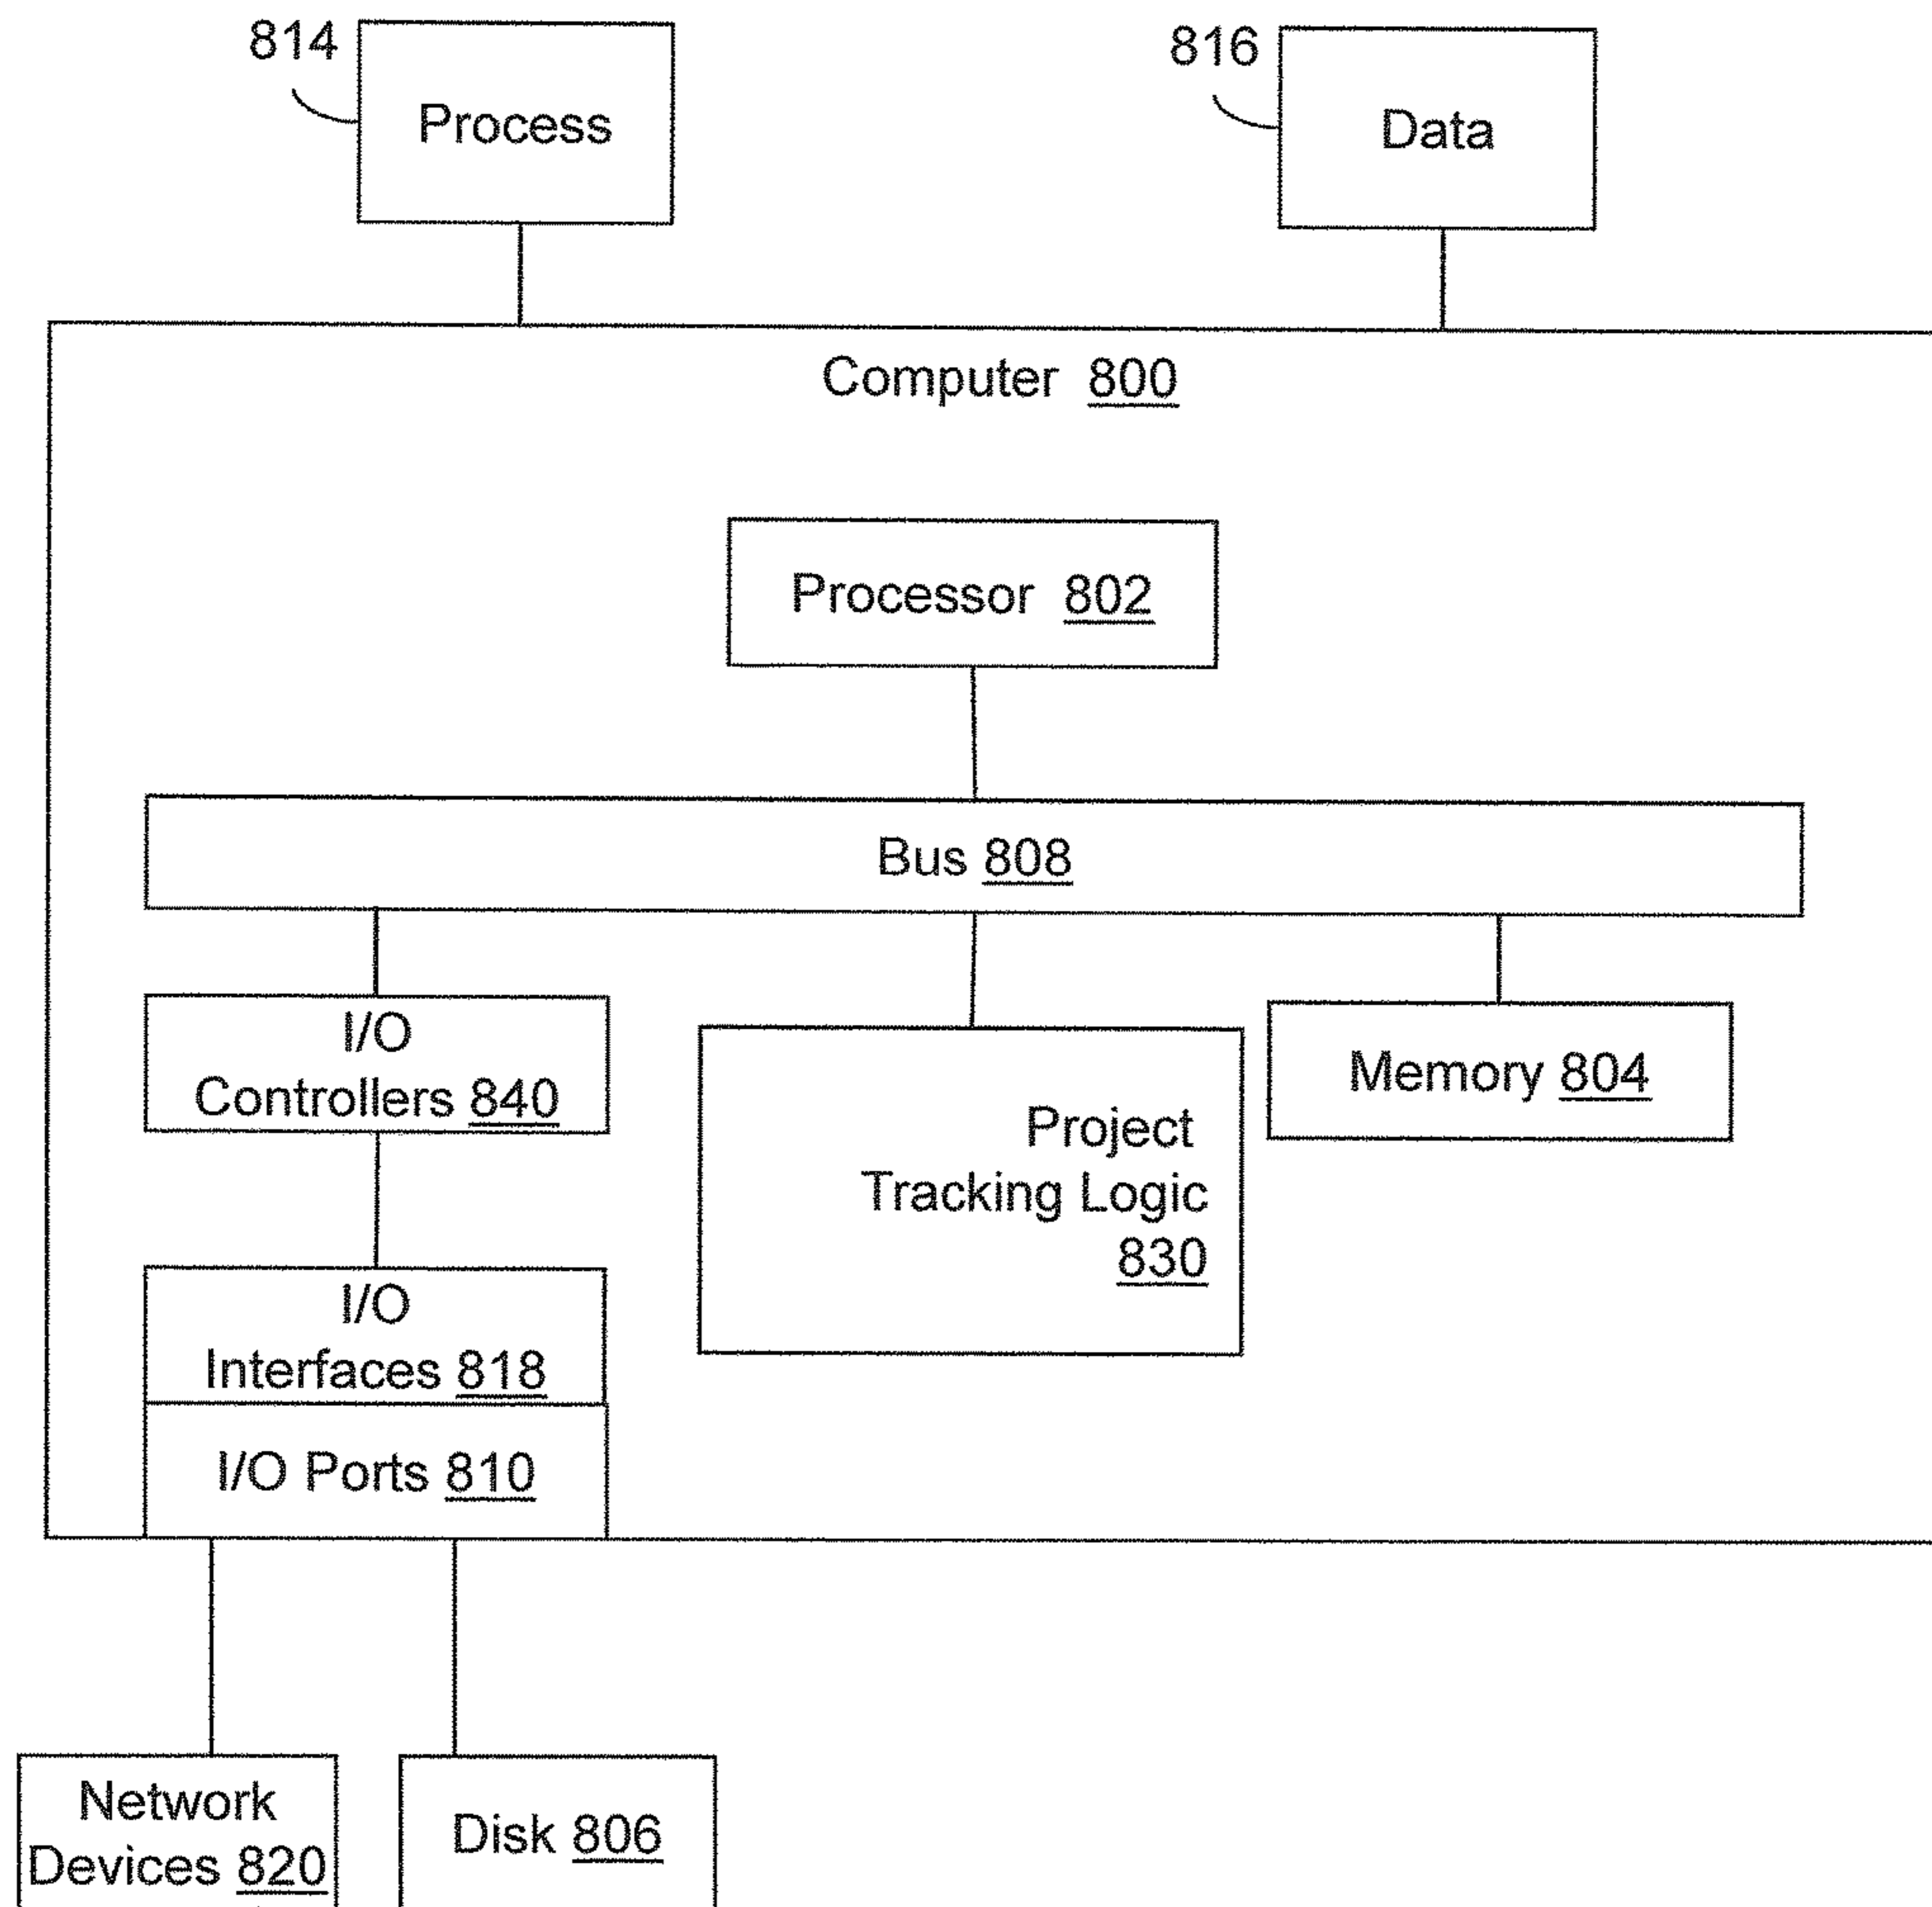 814
Process
816
Data
Computer 800
Processor 802
Bus 808
I/O
Controllers 840
Project
Tracking Logic
830
Memory 804
I/O
Interfaces 818
I/O Ports 810
Network
Devices 820
Disk 806